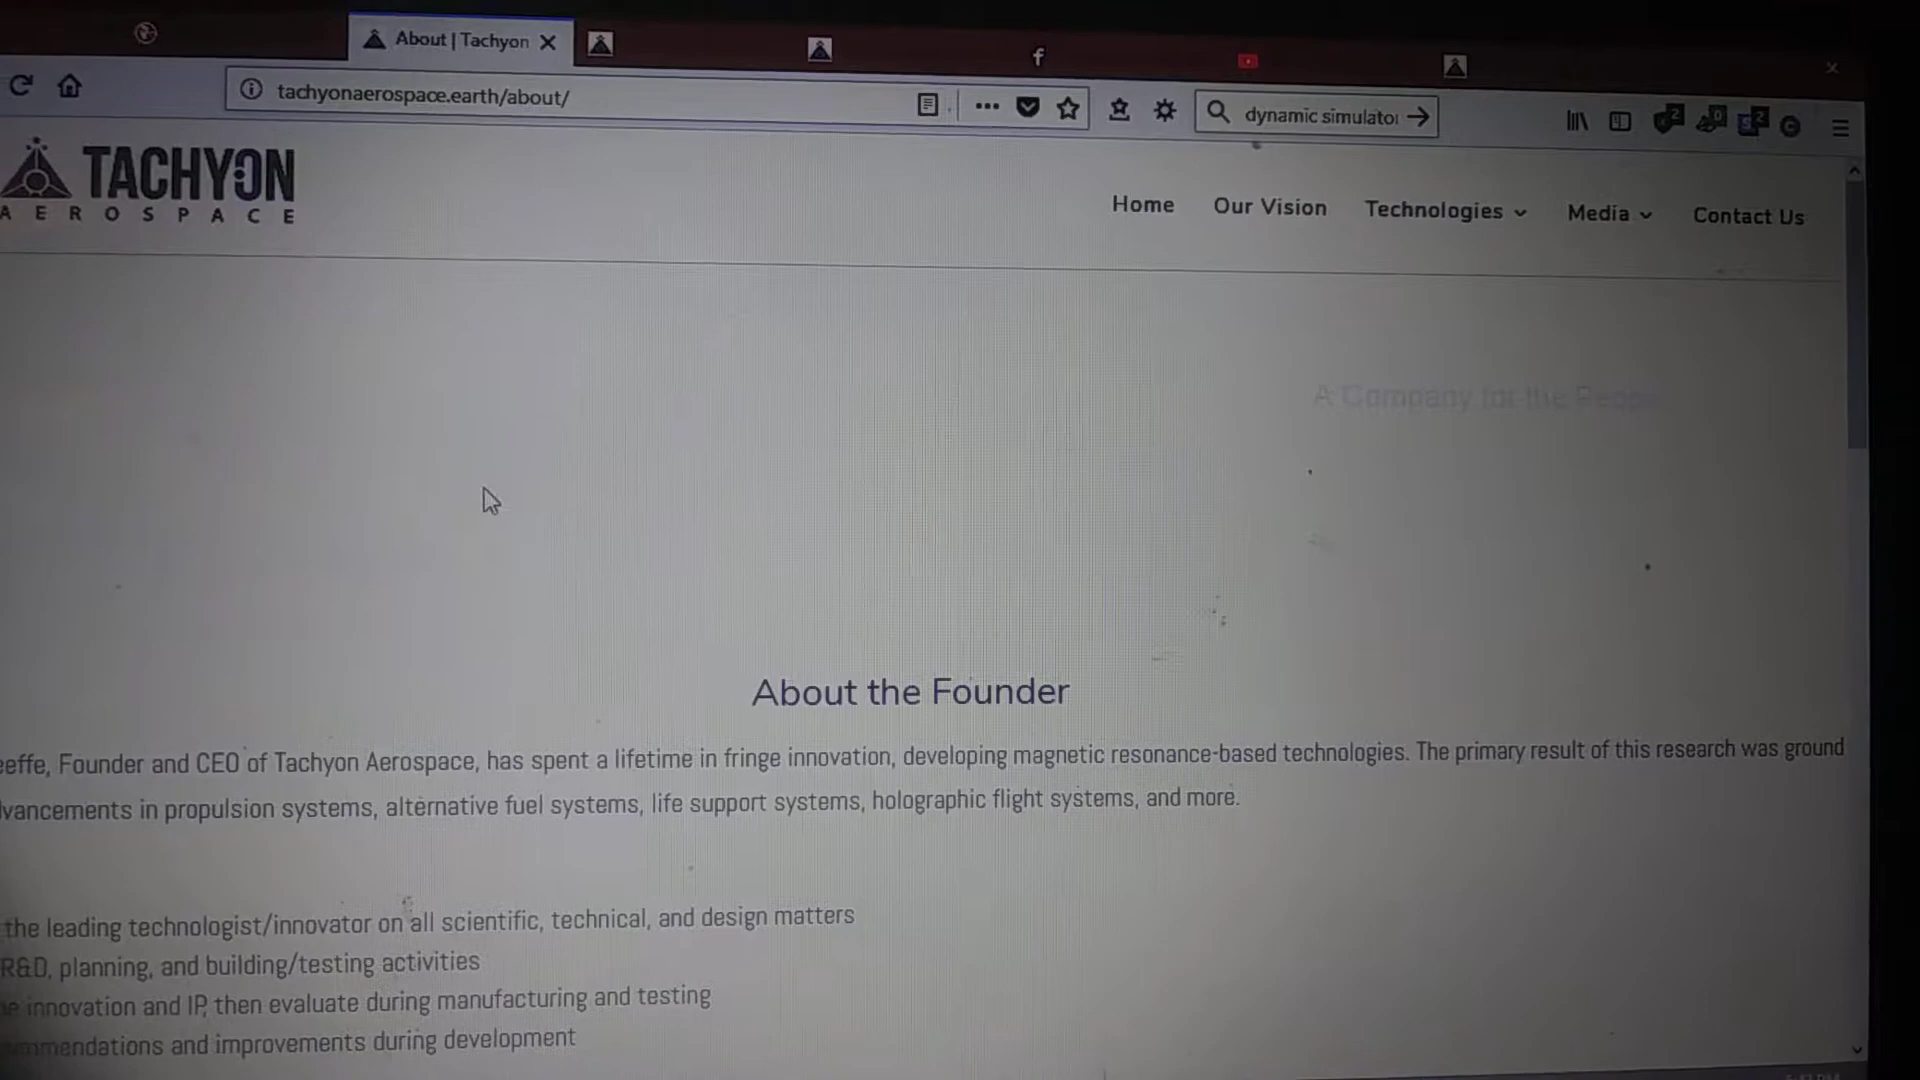 About | Tachyon
tachyonaerospace.earth/about/
dynamic simulato
TACHYON
AEROSPACE
Home Our Vision Technologies Media Contact Us
A Company for the
About the Founder
eeffe, Founder and CEO of Tachyon Aerospace, has spent a lifetime in fringe innovation, developing magnetic resonance-based technologies. The primary result of this research was ground
vancements in propulsion systems, alternative fuel systems, life support systems, holographic flight systems, and more.
the leading technologist/innovator on all scientific, technical, and design matters
R&D, planning, and building/testing activities
innovation and IP, then evaluate during manufacturing and testing
mmendations and improvements during development